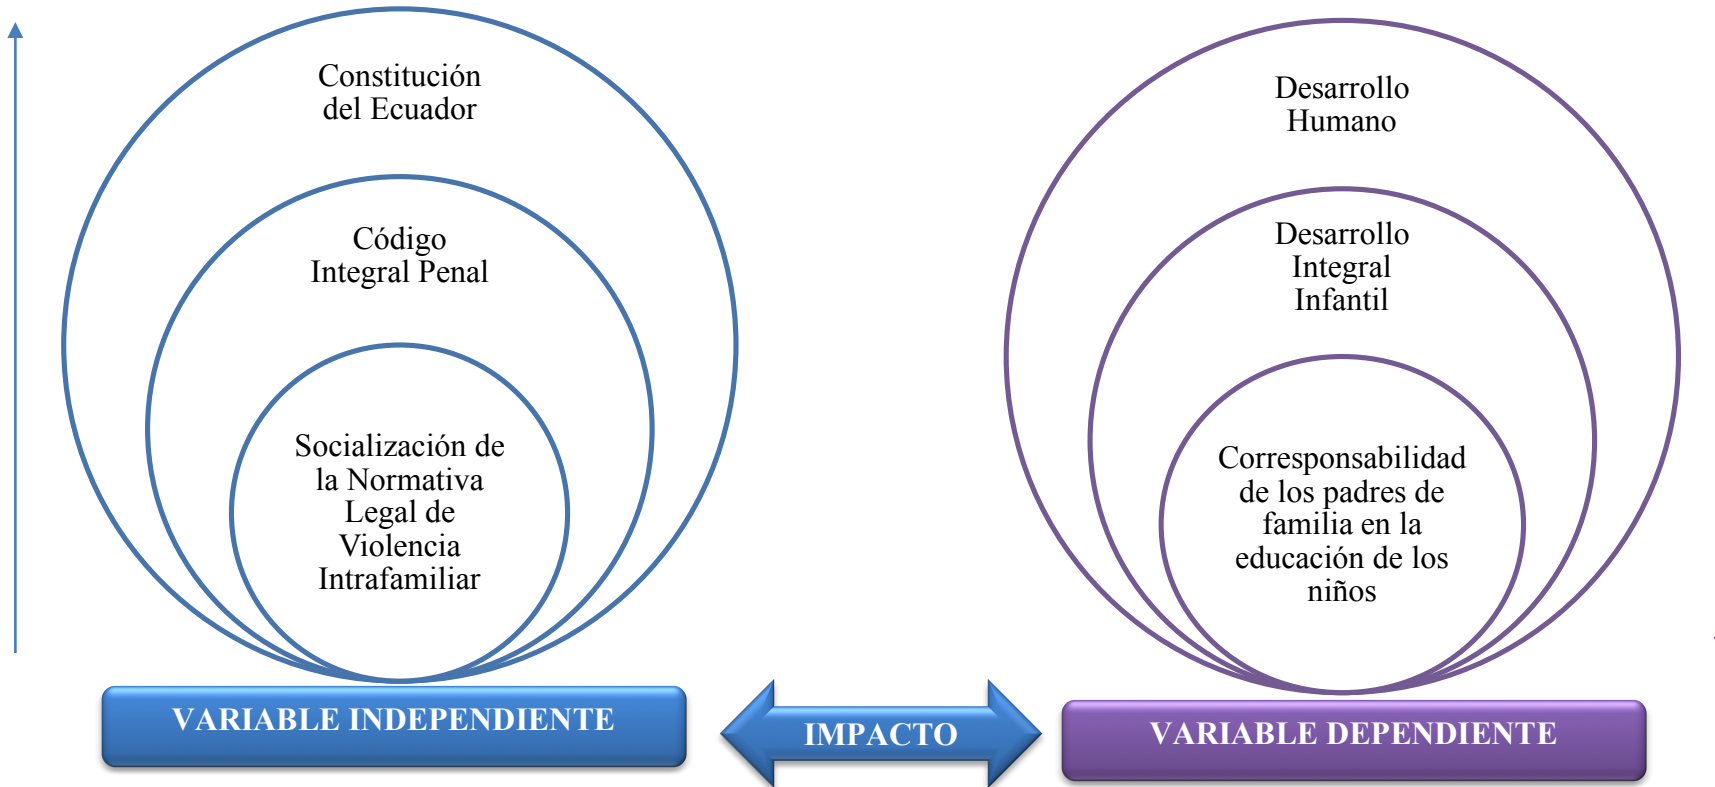 Constitución
del Ecuador
Código
Integral Penal
Socialización de
la Normativa
Legal de
Violencia
Intrafamiliar
VARIABLE INDEPENDIENTE
IMPACTO
Desarrollo
Humano
Desarrollo
Integral
Infantil
Corresponsabilidad
de los padres de
familia en la
educación de los
niños
VARIABLE DEPENDIENTE